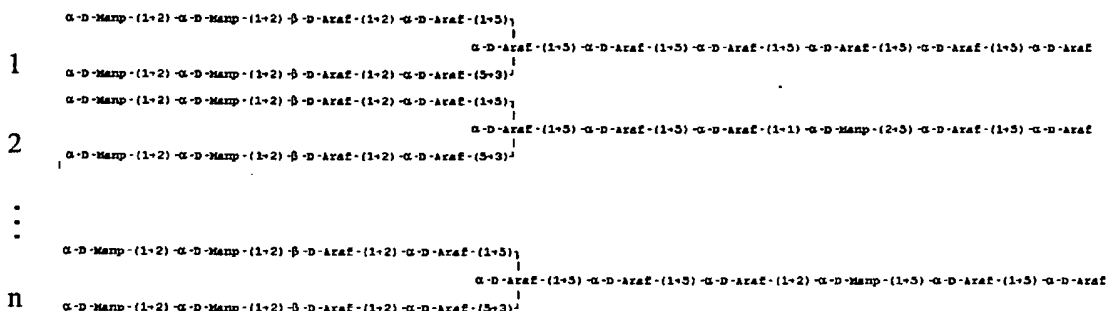 α-D-Manp-(1→2)-α-D-Manp-(1→2)-β-D-Araf-(1→2)-α-D-Araf-(1→5)
α-D-Araf-(1→5)-α-D-Araf-(1→5)-α-D-Araf-(1→5)-α-D-Araf-(1→5)-α-D-Araf-(1→5)-α-D-Araf
1
α-D-Manp-(1→2)-α-D-Manp-(1→2)-β-D-Araf-(1→2)-α-D-Araf-(5→3)
α-D-Manp-(1→2)-α-D-Manp-(1→2)-β-D-Araf-(1→2)-α-D-Araf-(1→5)
α-D-Araf-(1→5)-α-D-Araf-(1→5)-α-D-Araf-(1→1)-α-D-Manp-(2→5)-α-D-Araf-(1→5)-α-D-Araf
2
α-D-Manp-(1→2)-α-D-Manp-(1→2)-β-D-Araf-(1→2)-α-D-Araf-(5→3)
⋮
α-D-Manp-(1→2)-α-D-Manp-(1→2)-β-D-Araf-(1→2)-α-D-Araf-(1→5)
α-D-Araf-(1→5)-α-D-Araf-(1→5)-α-D-Araf-(1→2)-α-D-Manp-(1→5)-α-D-Araf-(1→5)-α-D-Araf
n
α-D-Manp-(1→2)-α-D-Manp-(1→2)-β-D-Araf-(1→2)-α-D-Araf-(5→3)